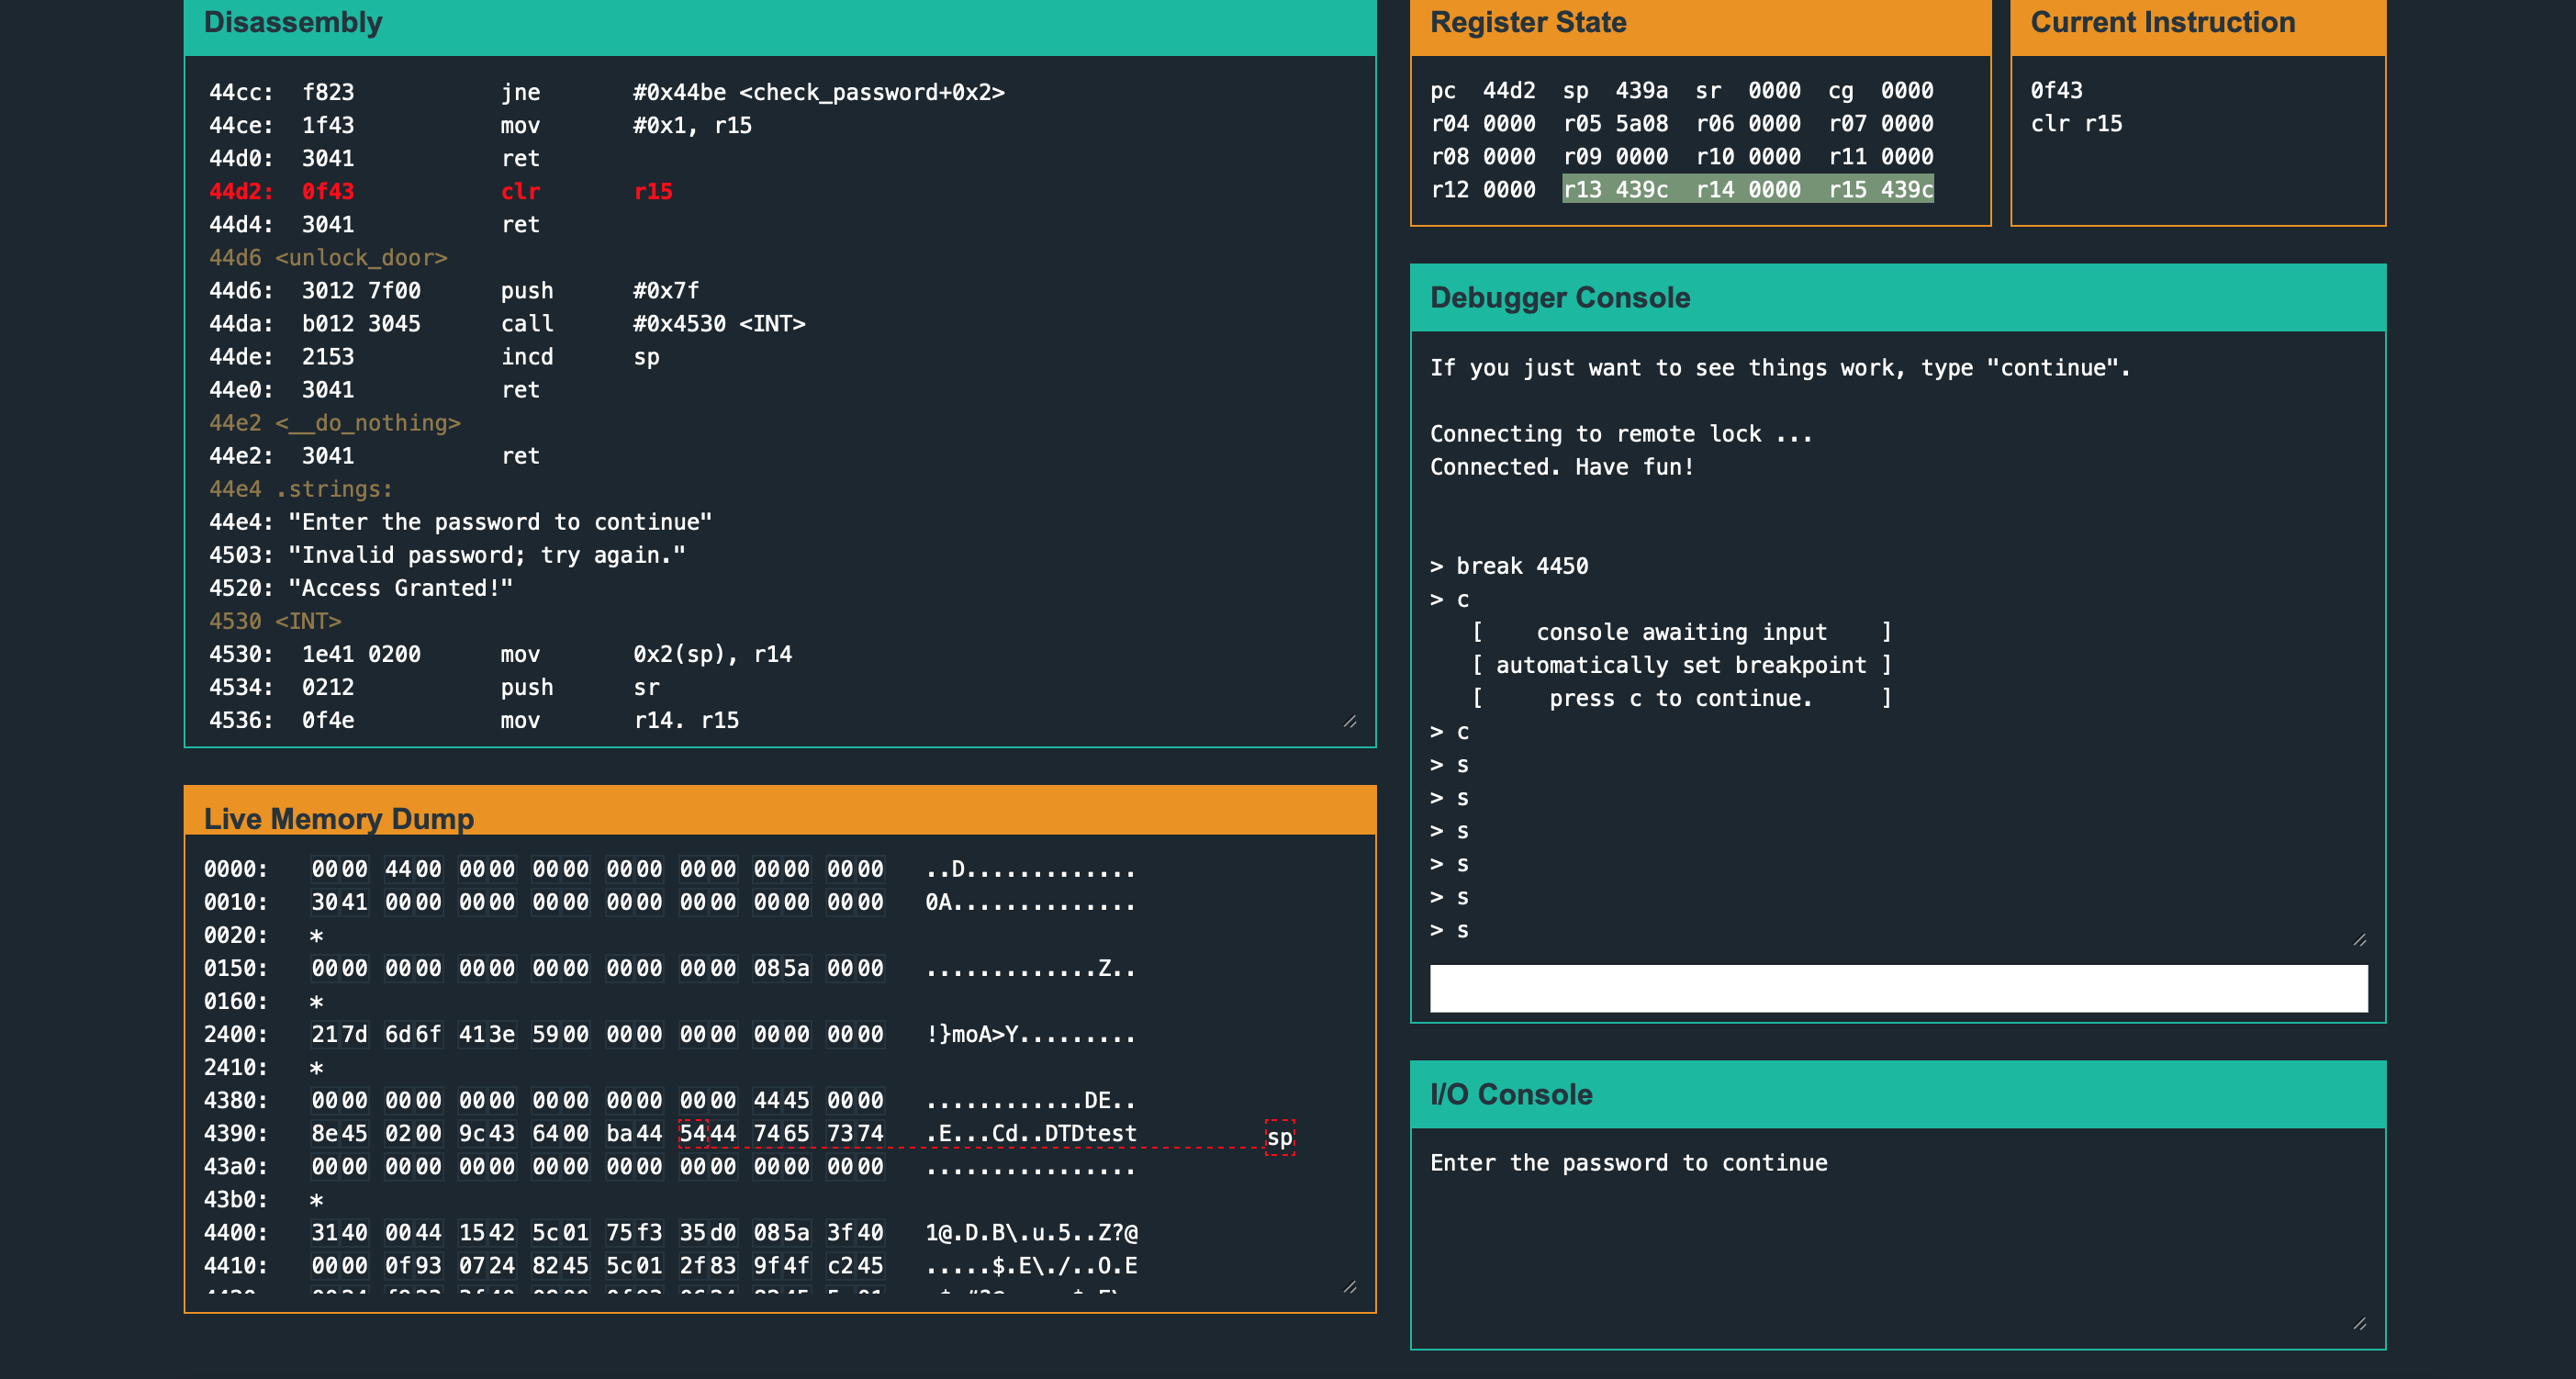 Disassembly
44cc: f823 jne #0x44be <check_password+0x2>
44ce: 1f43 mov #0x1, r15
44d0: 3041 ret
44d2: 0f43 clr r15
44d4: 3041 ret
44d6 <unlock_door>
44d6: 3012 7f00 push #0x7f
44da: b012 3045 call #0x4530 <INT>
44de: 2153 incd sp
44e0: 3041 ret
44e2 <__do_nothing>
44e2: 3041 ret
44e4 .strings:
44e4: "Enter the password to continue"
4503: "Invalid password; try again."
4520: "Access Granted!"
4530 <INT>
4530: 1e41 0200 mov 0x2(sp), r14
4534: 0212 push sr
4536: 0f4e mov r14. r15
Live Memory Dump
0000: 0000 4400 0000 0000 0000 0000 0000 0000 ..D.............
0010: 3041 0000 0000 0000 0000 0000 0000 0000 0A..............
0020: *
0150: 0000 0000 0000 0000 0000 0000 085a 0000 .............Z..
0160: *
2400: 217d 6d6f 413e 5900 0000 0000 0000 0000 !}moA>Y.........
2410: *
4380: 0000 0000 0000 0000 0000 0000 4445 0000 ............DE..
4390: 8e45 0200 9c43 6400 ba44 5444 7465 7374 .E...Cd..DTDtest sp
43a0: 0000 0000 0000 0000 0000 0000 0000 0000 ................
43b0: *
4400: 3140 0044 1542 5c01 75f3 35d0 085a 3f40 1@.D.B\.u.5..Z?@
4410: 0000 0f93 0724 8245 5c01 2f83 9f4f c245 .....$.E\./..O.E
Register State
pc 44d2 sp 439a sr 0000 cg 0000
r04 0000 r05 5a08 r06 0000 r07 0000
r08 0000 r09 0000 r10 0000 r11 0000
r12 0000 r13 439c r14 0000 r15 439c
Current Instruction
0f43
clr r15
Debugger Console
If you just want to see things work, type "continue".
Connecting to remote lock ...
Connected. Have fun!
> break 4450
> c
[ console awaiting input ]
[ automatically set breakpoint ]
[ press c to continue. ]
> c
> s
> s
> s
> s
> s
> s
I/O Console
Enter the password to continue